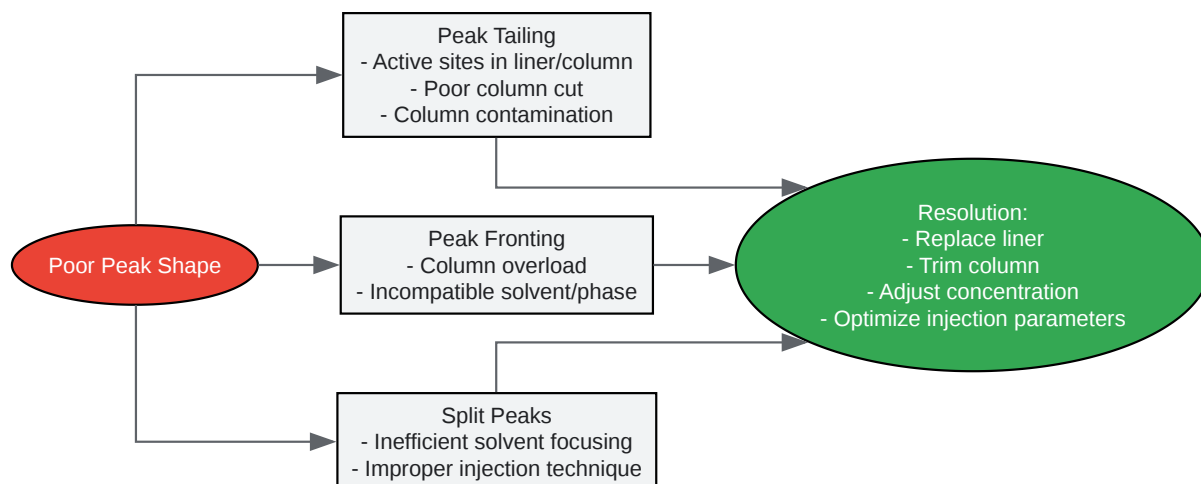 Peak Tailing
- Active sites in liner/column
- Poor column cut
- Column contamination
Poor Peak Shape
Peak Fronting
- Column overload
- Incompatible solvent/phase
Split Peaks
- Inefficient solvent focusing
- Improper injection technique
Resolution:
- Replace liner
- Trim column
- Adjust concentration
- Optimize injection parameters